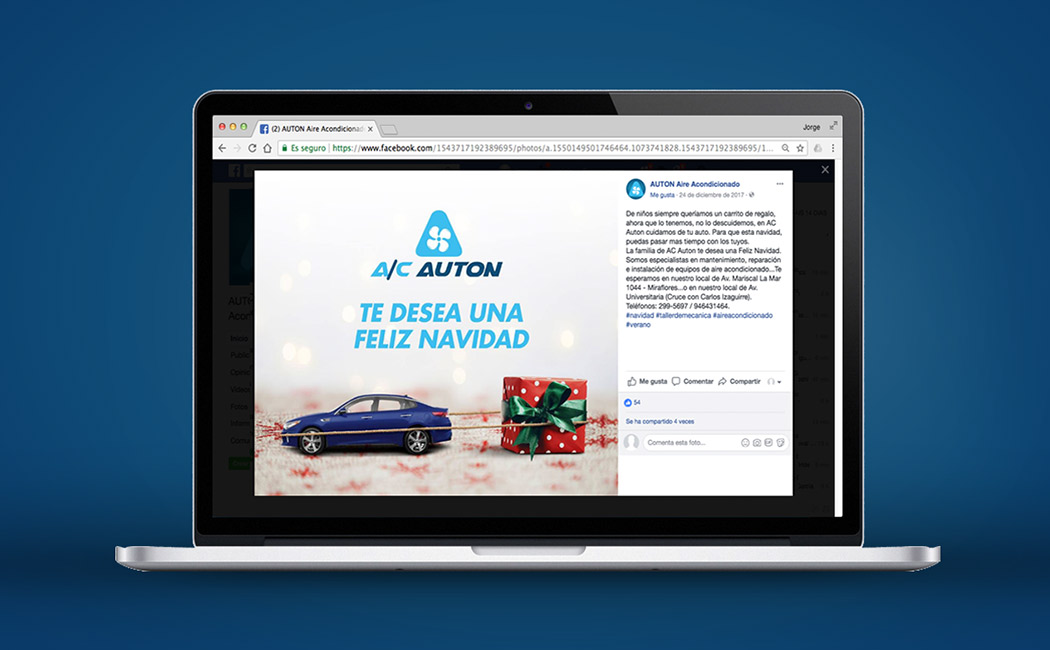 (2) AUTON Aire Acondicionad
Jorge
Es seguro | https://www.facebook.com/1543717192389695/photos/a.1550149501746464.1073741828.1543717192389695/1...
A/C AUTON
TE DESEA UNA
FELIZ NAVIDAD
AUTON Aire Acondicionado
Me gusta · 24 de diciembre de 2017 ·
De niños siempre queríamos un carrito de regalo,
ahora que lo tenemos, no lo descuidemos, en AC
Auton cuidamos de tu auto. Para que esta navidad,
puedas pasar mas tiempo con los tuyos.
La familia de AC Auton te desea una Feliz Navidad.
Somos especialistas en mantenimiento, reparación
e instalación de equipos de aire acondicionado...Te
esperamos en nuestro local de Av. Mariscal La Mar
1044 - Miraflores...o en nuestro local de Av.
Universitaria (Cruce con Carlos Izaguirre).
Teléfonos: 299-5697 / 946431464.
#navidad #tallerdemecanica #aireacondicionado
#verano
Me gusta Comentar Compartir
54
Se ha compartido 4 veces
Comenta esta foto...